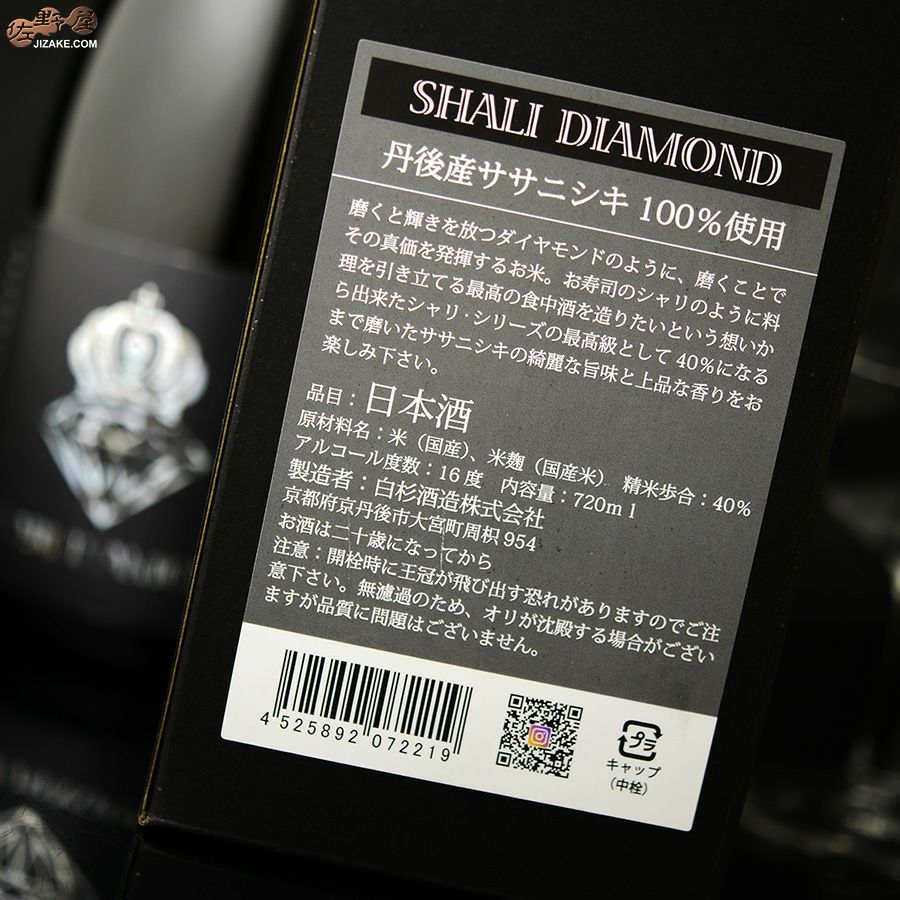 佐野屋
JIZAKE.COM
SHALI DIAMOND
丹後産ササニシキ 100%使用
磨くと輝きを放つダイヤモンドのように、磨くことで
その真価を発揮するお米。お寿司のシャリのように料
理を引き立てる最高の食中酒を造りたいという想いか
ら出来たシャリ・シリーズの最高級として 40%になる
まで磨いたササニシキの綺麗な旨味と上品な香りをお
楽しみ下さい。
品目：日本酒
原材料名：米（国産）、米麹（国産米） 精米歩合：40%
アルコール度数：16 度 内容量：720m l
製造者：白杉酒造株式会社
京都府京丹後市大宮町周枳 954
お酒は二十歳になってから
注意：開栓時に王冠が飛び出す恐れがありますのでご注
意下さい。無濾過のため、オリが沈殿する場合がござい
ますが品質に問題はございません。
4 525892 072219
プラ
キャップ
（中栓）